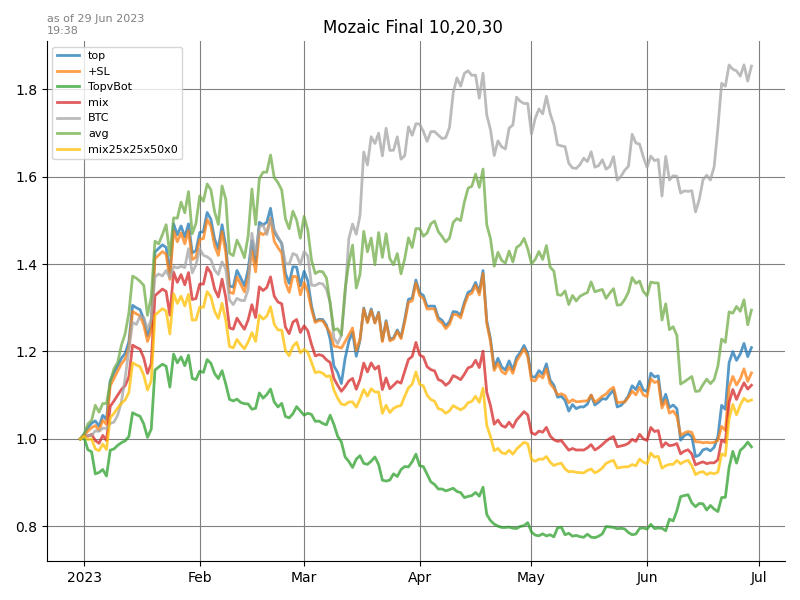 as of 29 Jun 2023
19:38
Mozaic Final 10,20,30
top
+SL
TopvBot
mix
BTC
avg
mix25x25x50x0
1.8
1.6
1.4
1.2
1.0
0.8
2023 Feb Mar Apr May Jun Jul